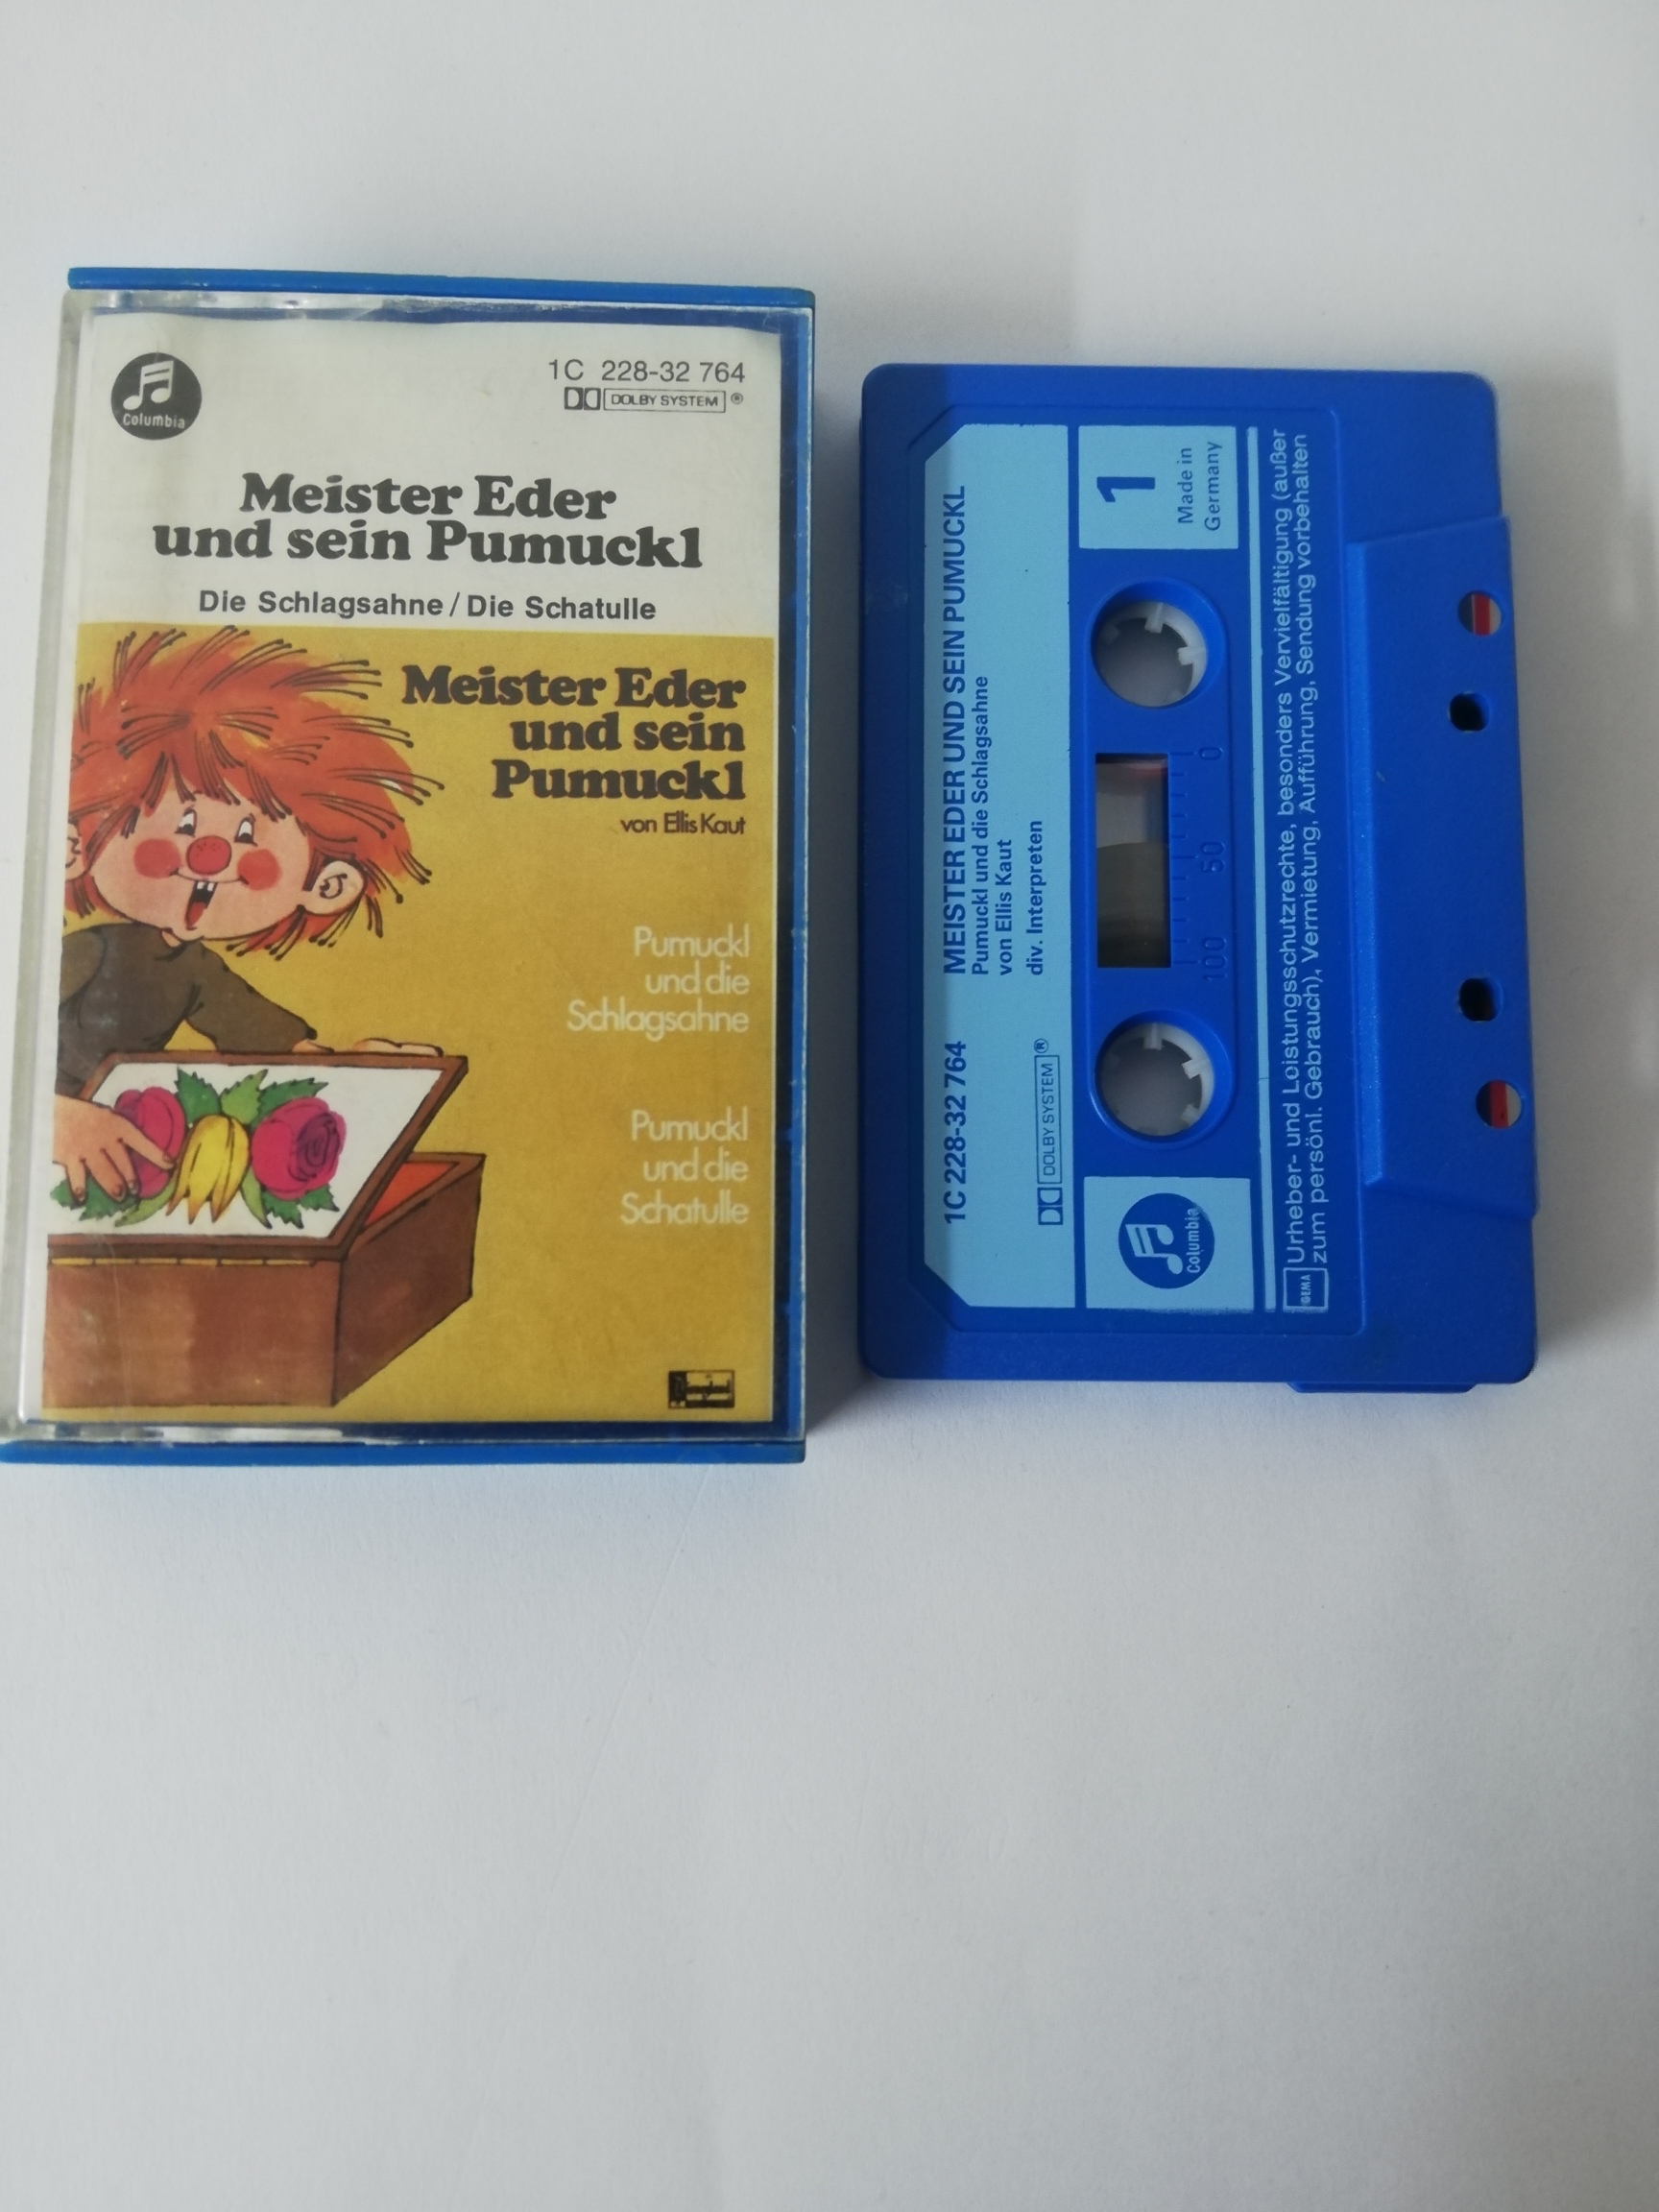 Columbia
1C 228-32 764
DOLBY SYSTEM ®
Meister Eder
und sein Pumuckl
Die Schlagsahne / Die Schatulle
Meister Eder
und sein
Pumuckl
von Ellis Kaut
Pumuckl
und die
Schlagsahne
Pumuckl
und die
Schatulle
1C 228-32 764
MEISTER EDER UND SEIN PUMUCKL
Pumuckl und die Schlagsahne
von Ellis Kaut
div. Interpreten
DOLBY SYSTEM ®
1
Made in
Germany
100 50 0
Columbia
GEMA
Urheber- und Loistungsschutzrechte, besonders Vervielfältigung (außer
zum persönl. Gebrauch), Vermietung, Aufführung, Sendung vorbehalten